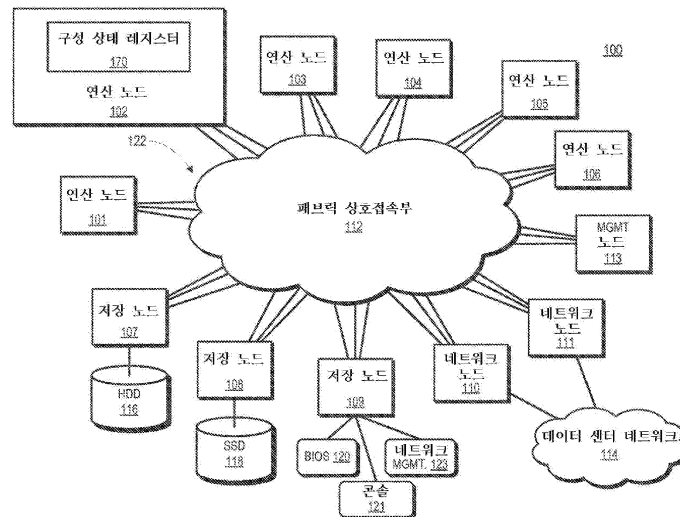 구성 상태 레지스터
170
연산 노드
102
연산 노드
103
연산 노드
104
100
연산 노드
105
122
연산 노드
106
연산 노드
101
패브릭 상호접속부
112
MGMT
노드
113
저장 노드
107
네트워크
노드
111
저장 노드
108
저장 노드
109
네트워크
노드
110
HDD
116
SSD
118
BIOS 120
네트워크
MGMT. 123
콘솔
121
데이터 센터 네트워크
114